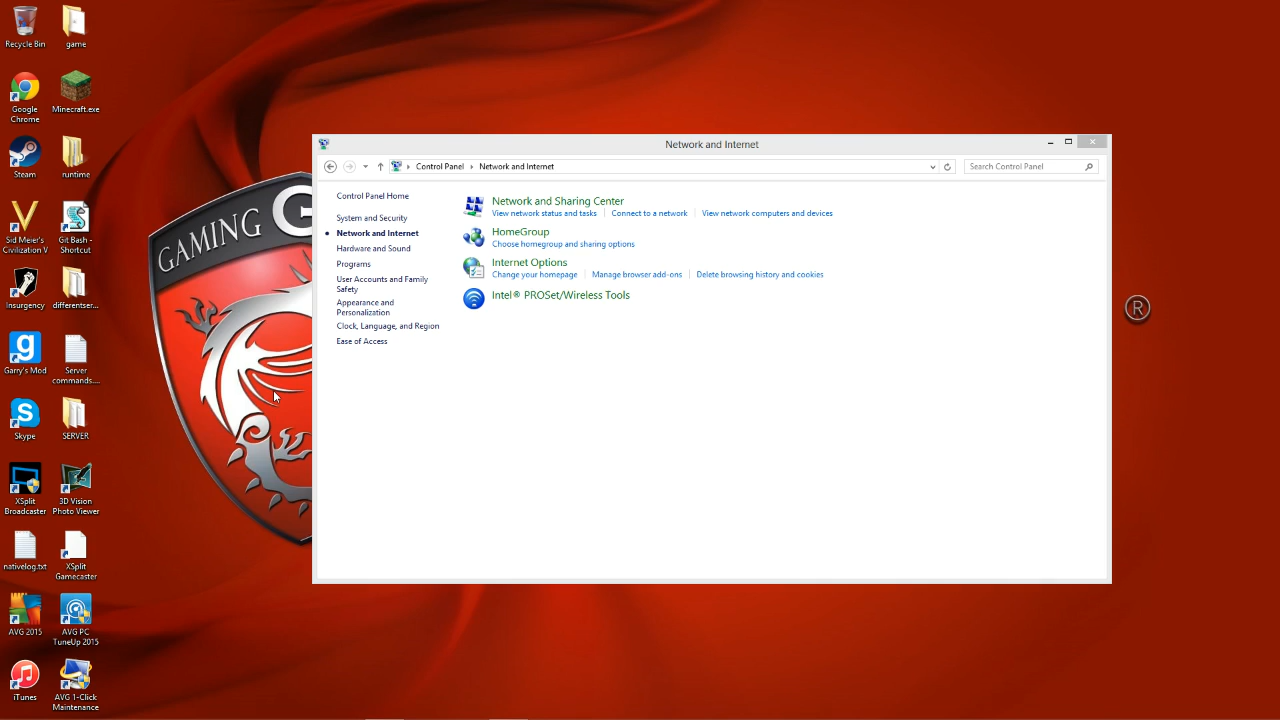 Recycle Bin
game
Google
Chrome
Minecraft.exe
Steam
runtime
Sid Meier's
Civilization V
Git Bash -
Shortcut
Insurgency
differentser...
Garry's Mod
Server
commands....
Skype
SERVER
XSplit
Broadcaster
3D Vision
Photo Viewer
nativelog.txt
XSplit
Gamecaster
AVG 2015
AVG PC
TuneUp 2015
iTunes
AVG 1-Click
Maintenance
GAMING G
®
Network and Internet
Control Panel Network and Internet
Search Control Panel
Control Panel Home
System and Security
Network and Internet
Hardware and Sound
Programs
User Accounts and Family
Safety
Appearance and
Personalization
Clock, Language, and Region
Ease of Access
Network and Sharing Center
View network status and tasks Connect to a network View network computers and devices
HomeGroup
Choose homegroup and sharing options
Internet Options
Change your homepage Manage browser add-ons Delete browsing history and cookies
Intel® PROSet/Wireless Tools